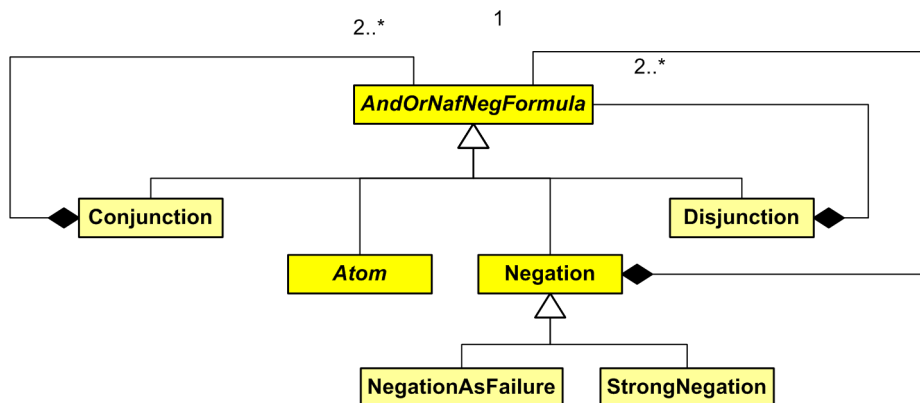 1
2..*
2..*
AndOrNafNegFormula
Conjunction
Disjunction
Atom
Negation
NegationAsFailure
StrongNegation